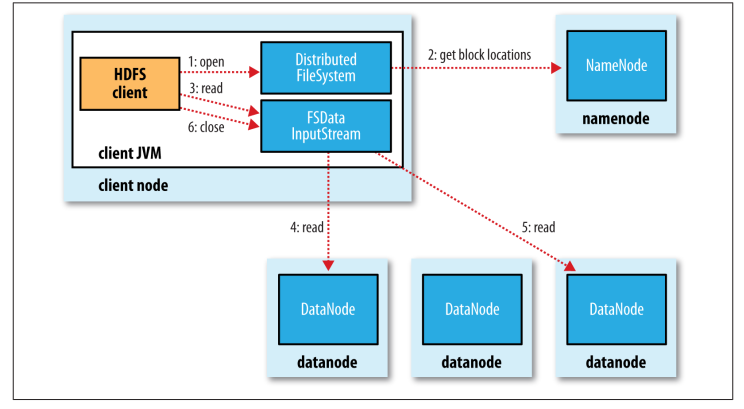 HDFS
client
1: open
3: read
6: close
Distributed
FileSystem
FSData
InputStream
client JVM
client node
2: get block locations
NameNode
namenode
4: read
5: read
DataNode
datanode
DataNode
datanode
DataNode
datanode